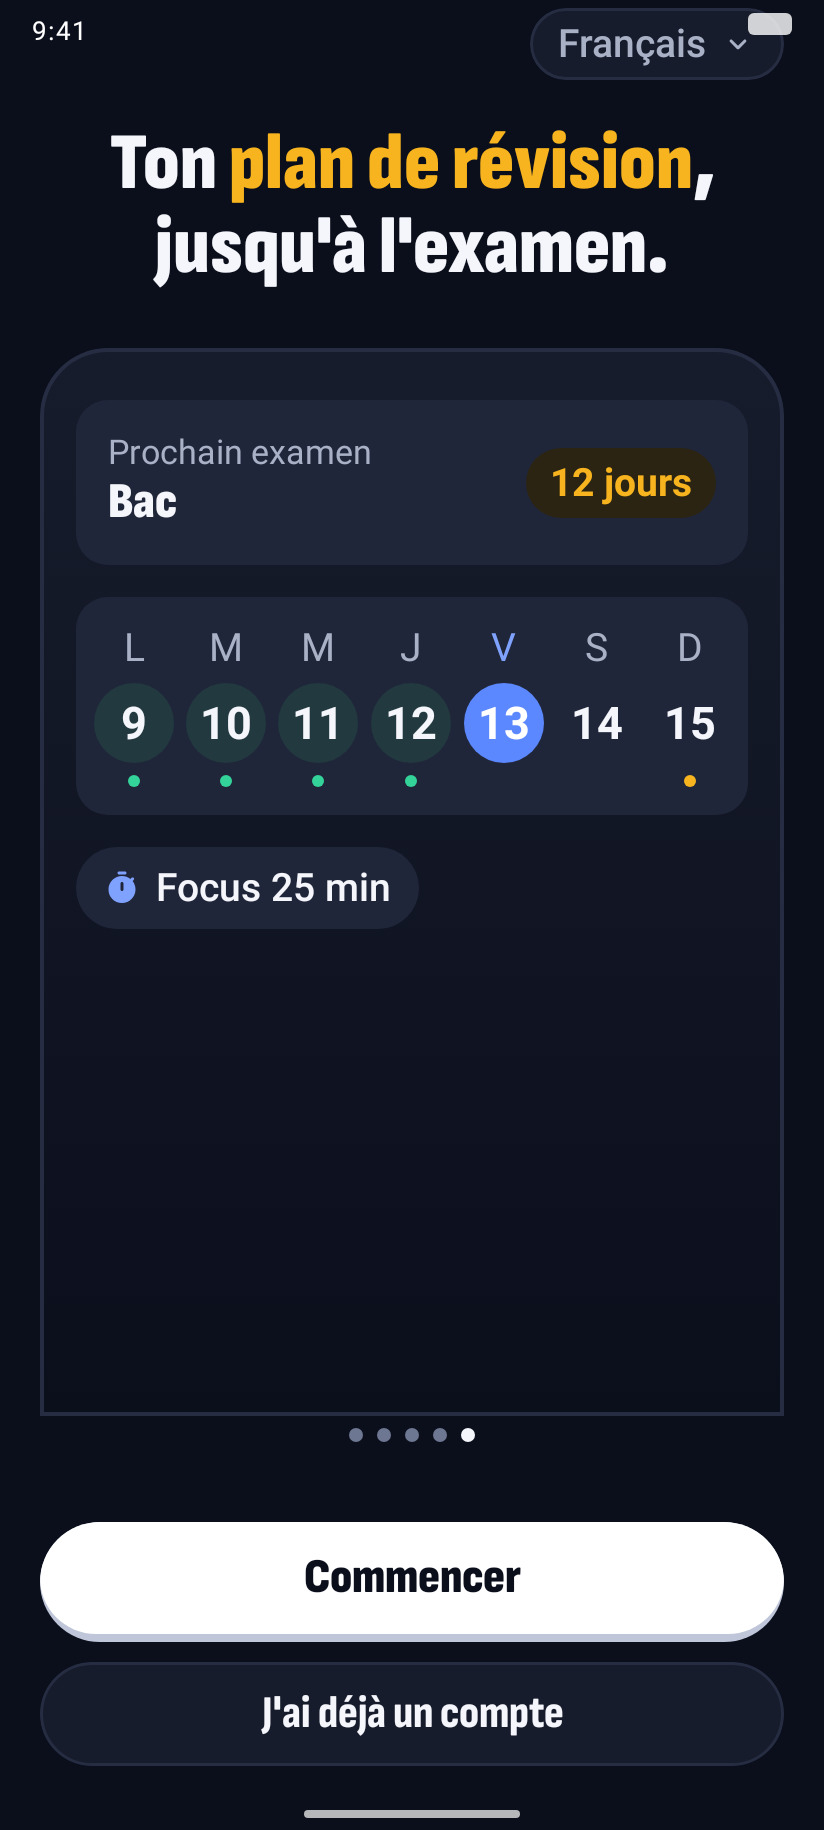 9:41
Français
Ton plan de révision,
jusqu'à l'examen.
Prochain examen
Bac
12 jours
L M M J V S D
9 10 11 12 13 14 15
Focus 25 min
Commencer
J'ai déjà un compte